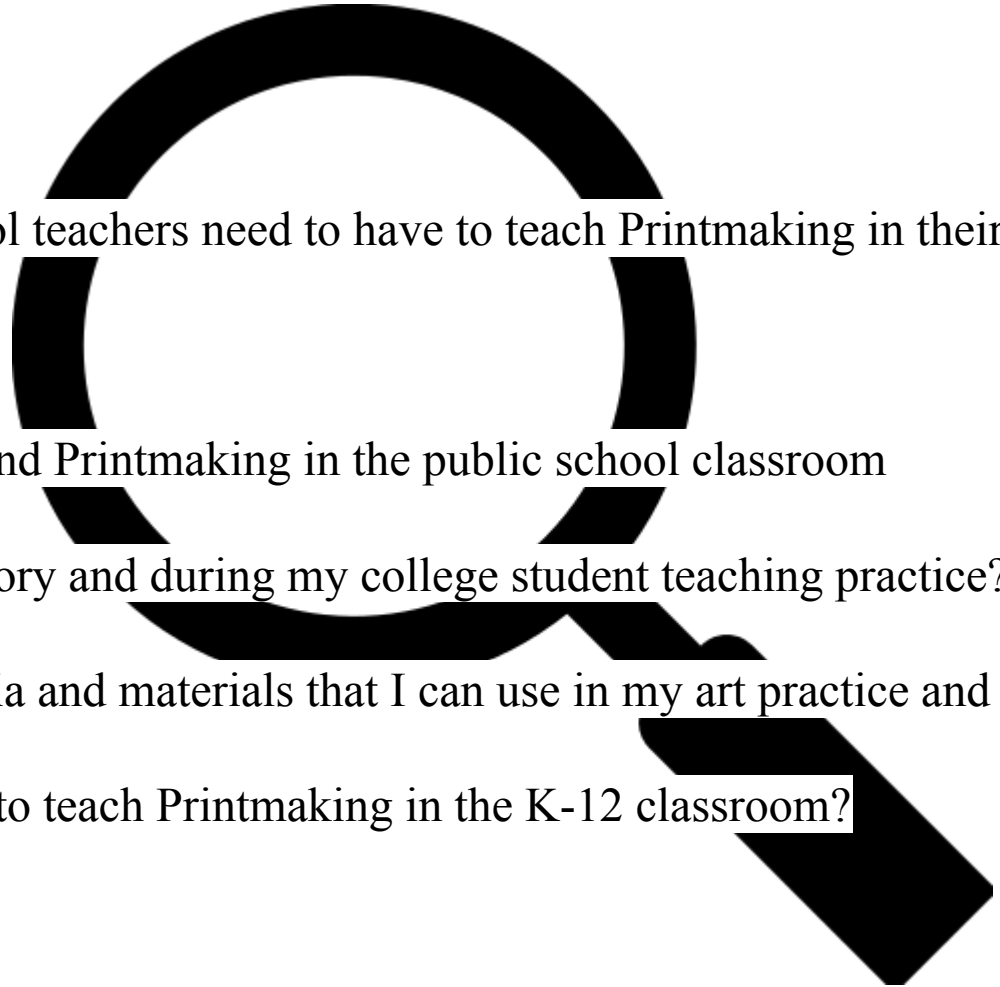 ol teachers need to have to teach Printmaking in their
nd Printmaking in the public school classroom
ory and during my college student teaching practice?
ia and materials that I can use in my art practice and
to teach Printmaking in the K-12 classroom?